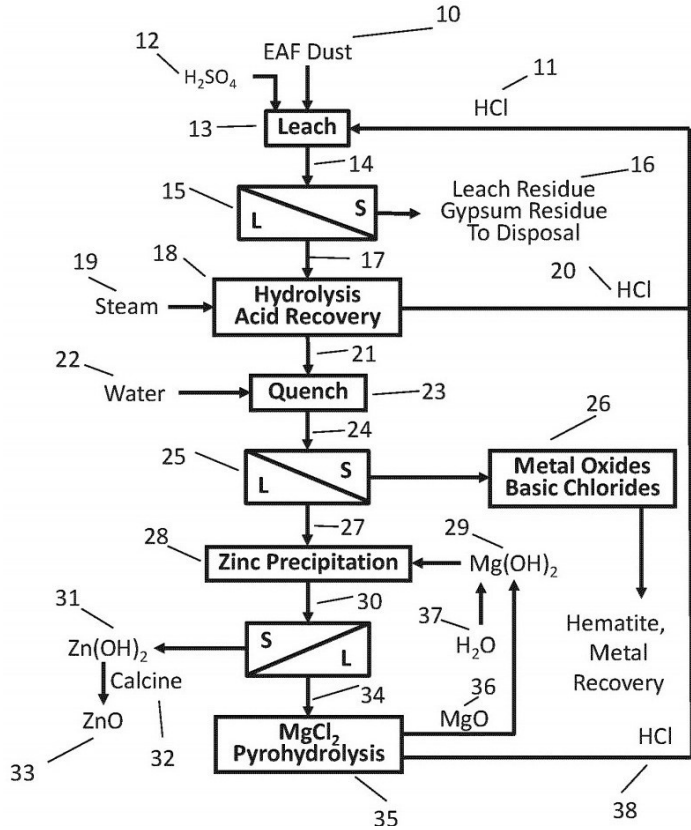 10
12
EAF Dust
H₂SO₄
11
HCl
13
Leach
14
16
15
S
L
Leach Residue
Gypsum Residue
To Disposal
17
18
19
20
Steam
Hydrolysis
Acid Recovery
HCl
21
22
Water
Quench
23
24
26
25
S
L
Metal Oxides
Basic Chlorides
27
29
28
Zinc Precipitation
Mg(OH)₂
30
31
37
S
L
Zn(OH)₂
H₂O
Hematite,
Metal
Recovery
Calcine
34
36
MgO
ZnO
MgCl₂
Pyrohydrolysis
HCl
33
32
35
38